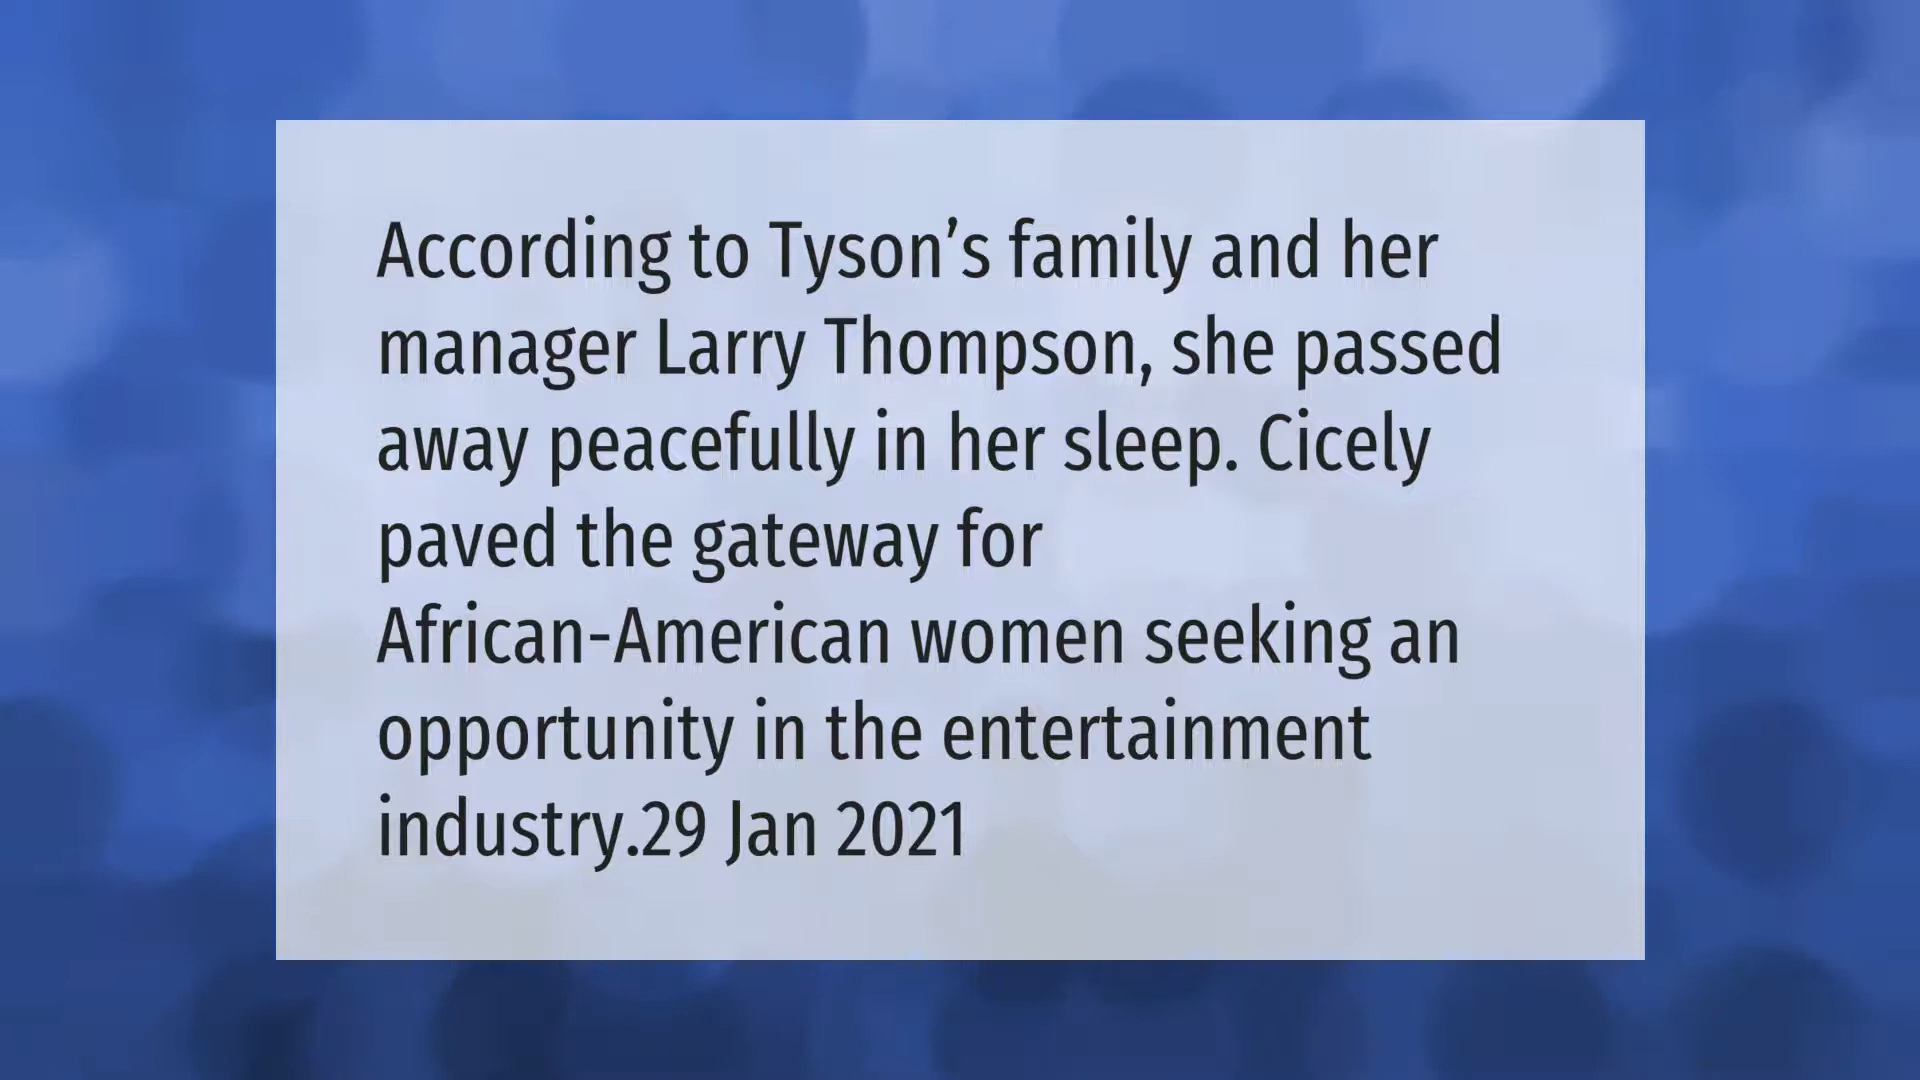 According to Tyson’s family and her
manager Larry Thompson, she passed
away peacefully in her sleep. Cicely
paved the gateway for
African-American women seeking an
opportunity in the entertainment
industry.29 Jan 2021